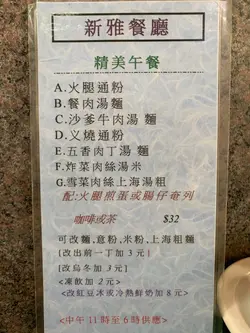 新雅餐廳
精美午餐
A.火腿通粉
B.餐肉湯麵
C.沙爹牛肉湯麵
D.叉燒通粉
E.五香肉丁湯麵
F.炸菜肉絲湯米
G.雪菜肉絲上海湯粗
配:火腿煎蛋或腸仔奄列
咖啡或茶 $32
可改麵,意粉,米粉,上海粗麵
(改出前一丁加 3 元)
(改烏冬加 3 元)
<凍飲加 2 元>
<改紅豆冰或冷熱鮮奶加 8 元>
<中午 11 時至 6 時供應>